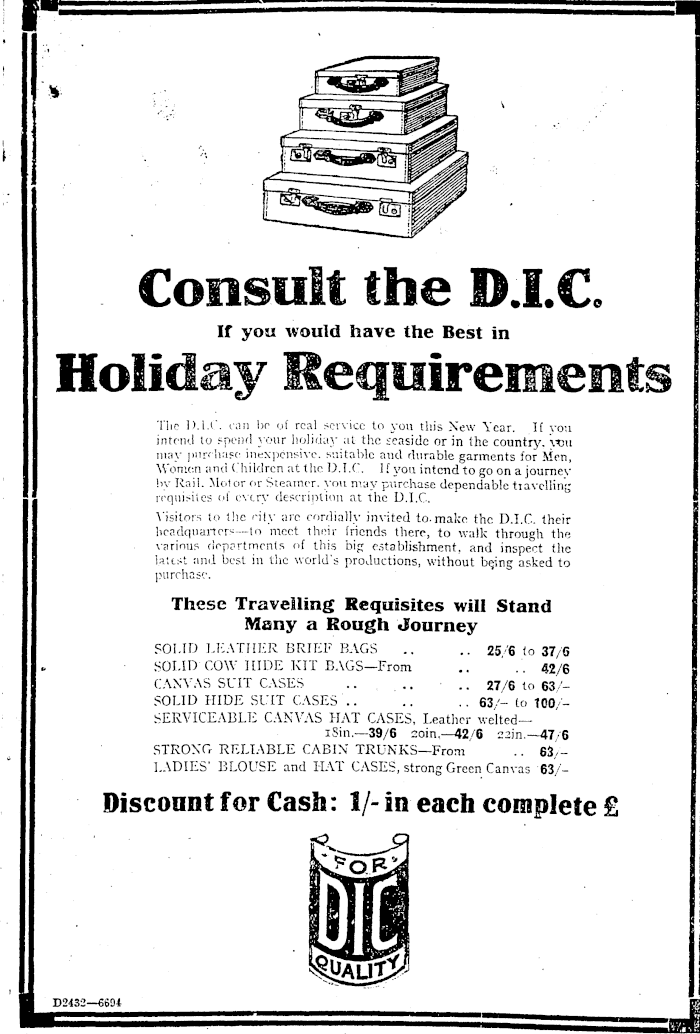 Consult the D.I.C.
If you would have the Best in
Holiday Requirements
The D.I.C. can be of real service to you this New Year. If you
intend to spend your holiday at the seaside or in the country, you
may purchase inexpensive, suitable and durable garments for Men,
Women and Children at the D.I.C. If you intend to go on a journey
by Rail, Motor or Steamer, you may purchase dependable travelling
requisites of every description at the D.I.C.
Visitors to the city are cordially invited to make the D.I.C. their
headquarters—to meet their friends there, to walk through the
various departments of this big establishment, and inspect the
latest and best in the world's productions, without being asked to
purchase.
These Travelling Requisites will Stand
Many a Rough Journey
SOLID LEATHER BRIEF BAGS .. .. 25/6 to 37/6
SOLID COW HIDE KIT BAGS—From .. .. 42/6
CANVAS SUIT CASES .. .. .. 27/6 to 63/-
SOLID HIDE SUIT CASES .. .. .. 63/- to 100/-
SERVICEABLE CANVAS HAT CASES, Leather welted—
18in.—39/6 20in.—42/6 22in.—47/6
STRONG RELIABLE CABIN TRUNKS—From .. 63/-
LADIES' BLOUSE and HAT CASES, strong Green Canvas 63/-
Discount for Cash: 1/- in each complete £
FOR
DIC
QUALITY
D2432—6694